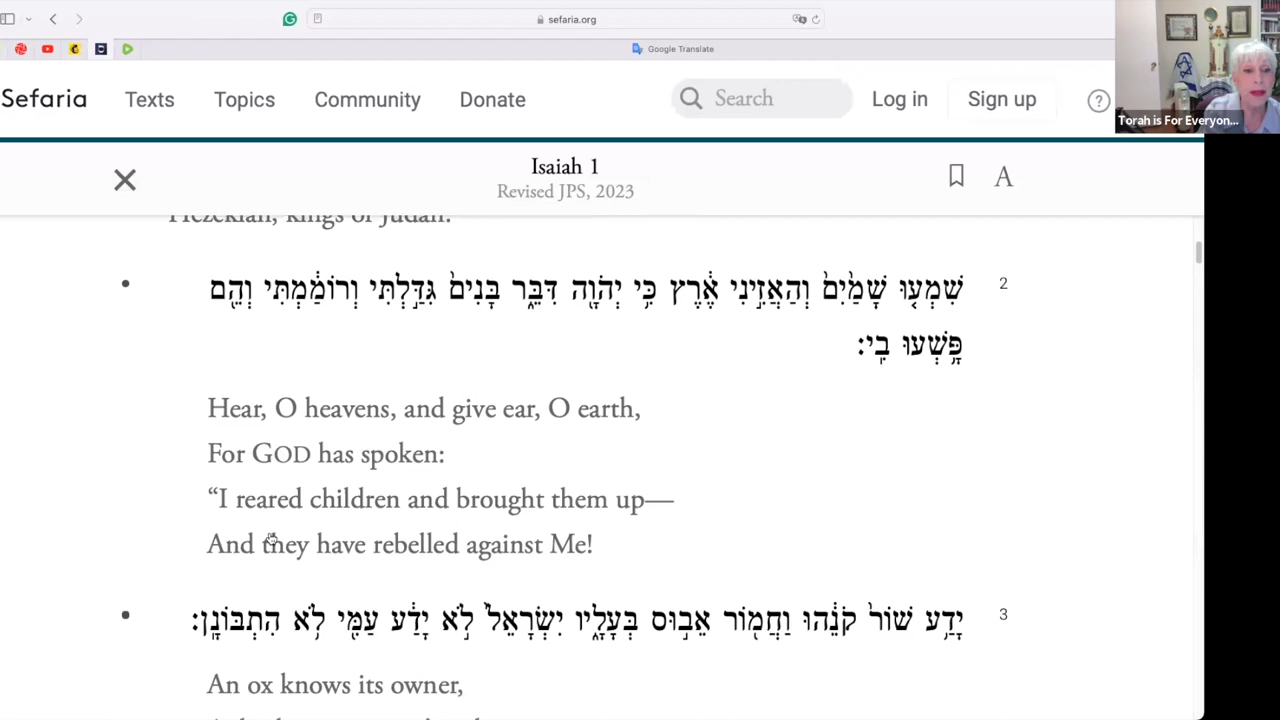 sefaria.org
Google Translate
Sefaria Texts Topics Community Donate Search Log in Sign up ?
Torah is For Everyon...
Isaiah 1
Revised JPS, 2023
A
Hezekiah, kings of Judah.
2
שִׁמְע֤וּ שָׁמַ֙יִם֙ וְהַאֲזִ֣ינִי אֶ֔רֶץ כִּ֥י יְהֹוָ֖ה דִּבֵּ֑ר בָּנִים֙ גִּדַּ֣לְתִּי וְרוֹמַ֔מְתִּי וְהֵ֖ם
פָּ֥שְׁעוּ בִֽי׃
Hear, O heavens, and give ear, O earth,
For GOD has spoken:
“I reared children and brought them up—
And they have rebelled against Me!
3
יָדַ֥ע שׁוֹר֙ קֹנֵ֔הוּ וַחֲמ֖וֹר אֵב֣וּס בְּעָלָ֑יו יִשְׂרָאֵל֙ לֹ֣א יָדַ֔ע עַמִּ֖י לֹ֥א הִתְבּוֹנָֽן׃
An ox knows its owner,